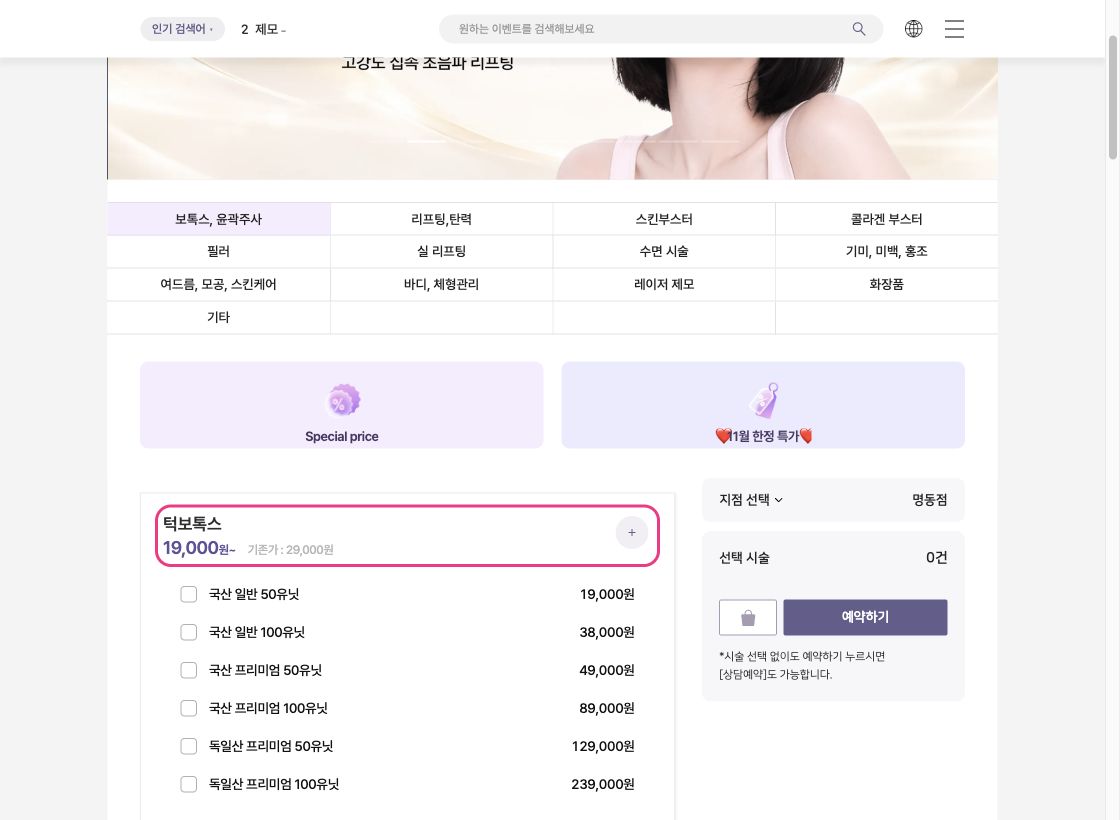 인기 검색어
2 제모 -
원하는 이벤트를 검색해보세요
고강도 집속 초음파 리프팅
보톡스, 윤곽주사
리프팅,탄력
스킨부스터
콜라겐 부스터
필러
실 리프팅
수면 시술
기미, 미백, 홍조
여드름, 모공, 스킨케어
바디, 체형관리
레이저 제모
화장품
기타
Special price
❤️11월 한정 특가❤️
지점 선택
명동점
턱보톡스
19,000원~ 기존가 : 29,000원
+
국산 일반 50유닛 19,000원
국산 일반 100유닛 38,000원
국산 프리미엄 50유닛 49,000원
국산 프리미엄 100유닛 89,000원
독일산 프리미엄 50유닛 129,000원
독일산 프리미엄 100유닛 239,000원
선택 시술 0건
예약하기
*시술 선택 없이도 예약하기 누르시면
[상담예약]도 가능합니다.